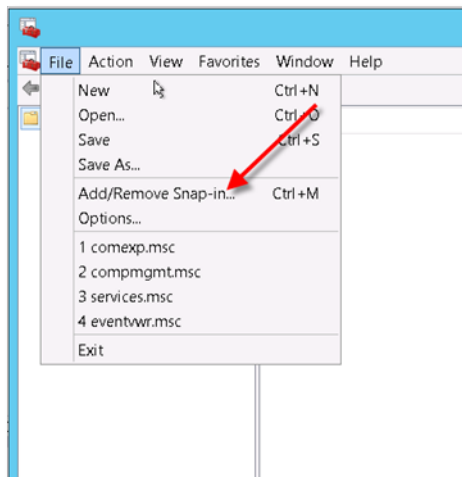 File Action View Favorites Window Help
New Ctrl+N
Open... Ctrl+O
Save Ctrl+S
Save As...
Add/Remove Snap-in... Ctrl+M
Options...
1 comexp.msc
2 compmgmt.msc
3 services.msc
4 eventvwr.msc
Exit